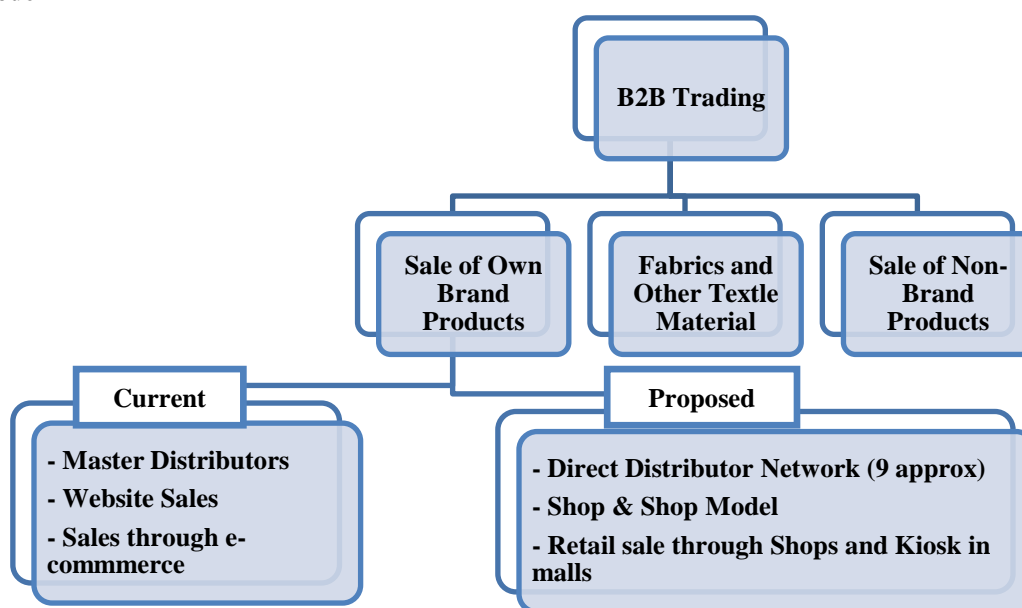 B2B Trading
Sale of Own
Brand
Products
Fabrics and
Other Textle
Material
Sale of Non-
Brand
Products
Current
- Master Distributors
- Website Sales
- Sales through e-
commmerce
Proposed
- Direct Distributor Network (9 approx)
- Shop & Shop Model
- Retail sale through Shops and Kiosk in
malls